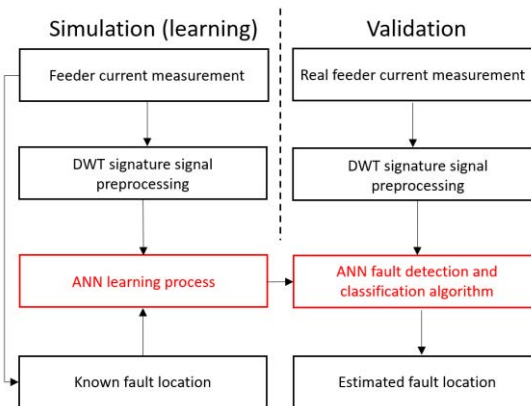 Simulation (learning)
Validation
Feeder current measurement
Real feeder current measurement
DWT signature signal
preprocessing
DWT signature signal
preprocessing
ANN learning process
ANN fault detection and
classification algorithm
Known fault location
Estimated fault location